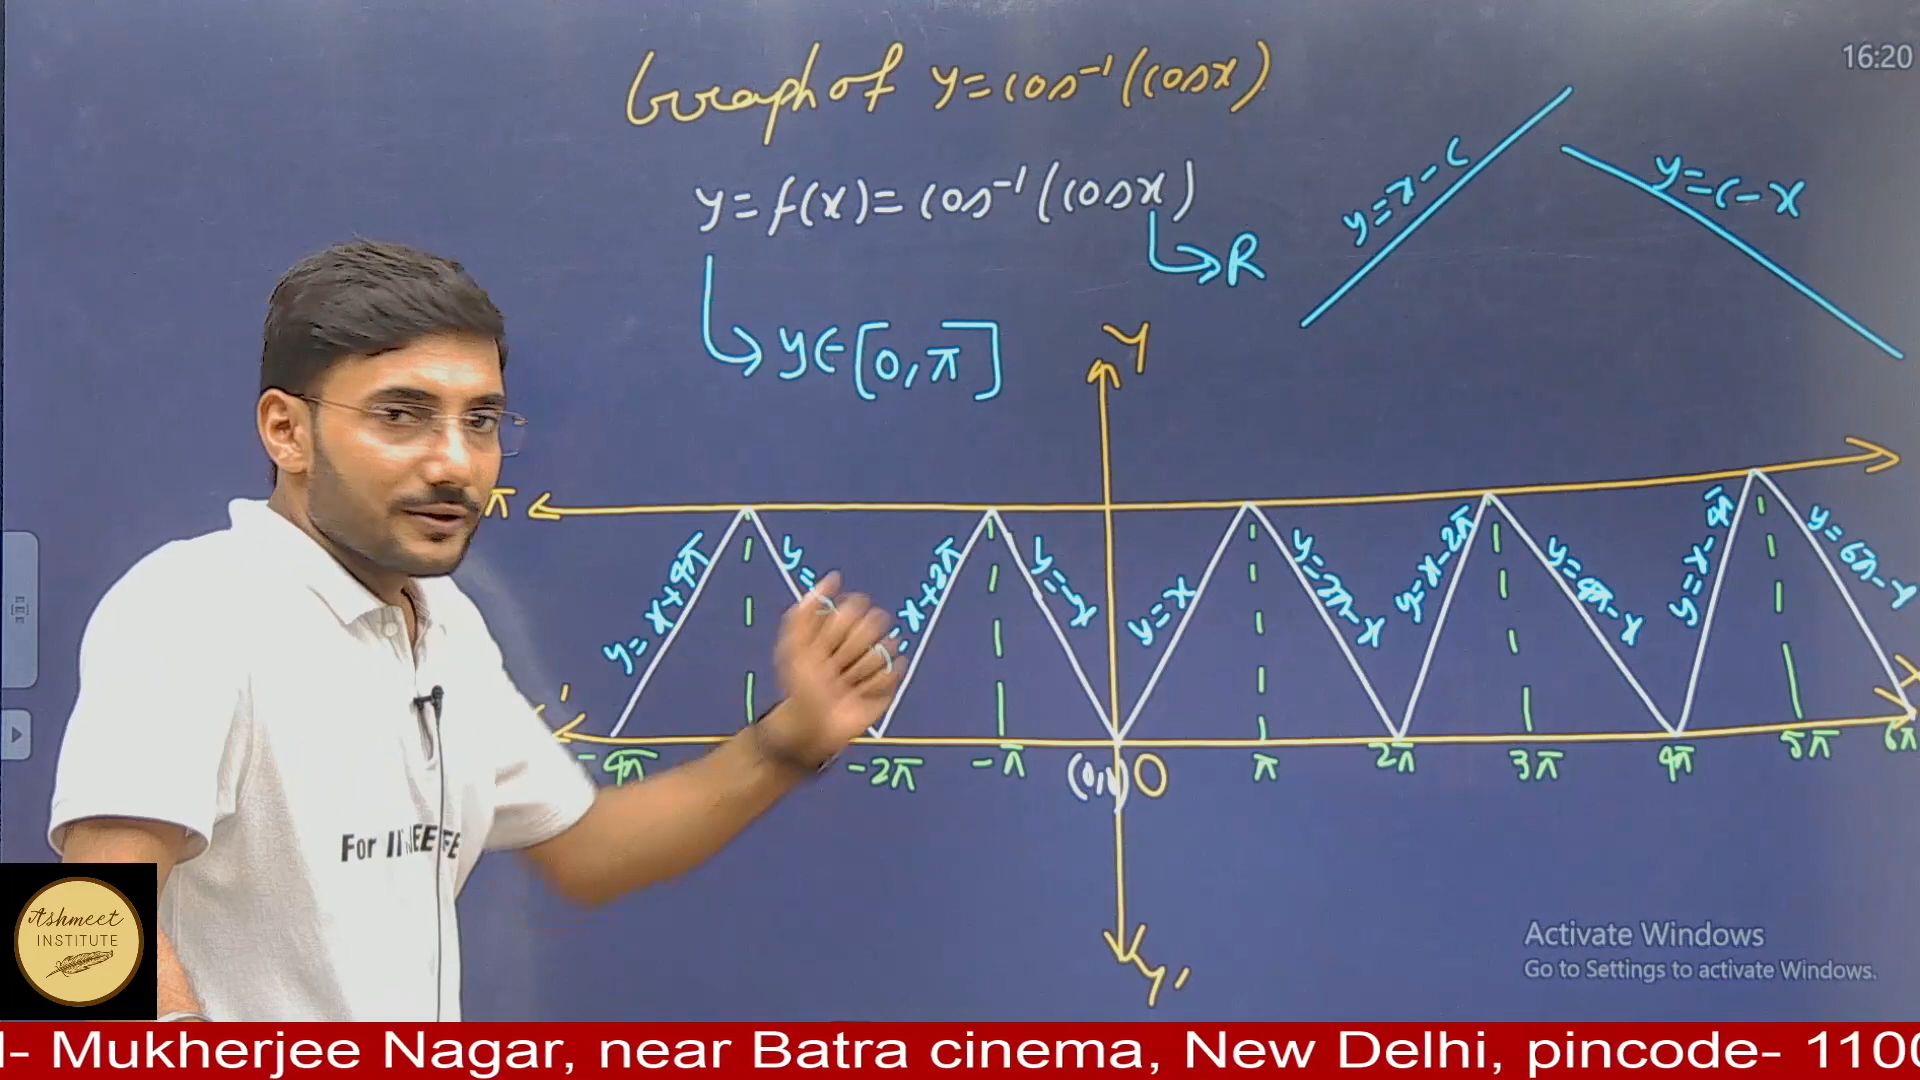 16:20
Graph of y = cos⁻¹(cosx)
y = f(x) = cos⁻¹(cosx)
R
y ∈ [0, π]
y = x - c
y = c - x
Y
π
y = x + 4π
y = x + 2π
y = -x
y = x
y = 2π - x
y = x - 2π
y = 4π - x
y = x - 4π
y = 6π - x
-4π
-2π
-π
(0,0) O
π
2π
3π
4π
5π
6π
y'
For IIT JEE
Ashmeet
INSTITUTE
Activate Windows
Go to Settings to activate Windows.
Mukherjee Nagar, near Batra cinema, New Delhi, pincode- 1100